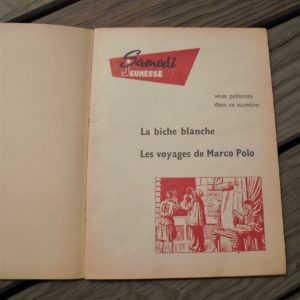 Samedi
JEUNESSE
vous présente
dans ce numéro
La biche blanche
Les voyages de Marco Polo